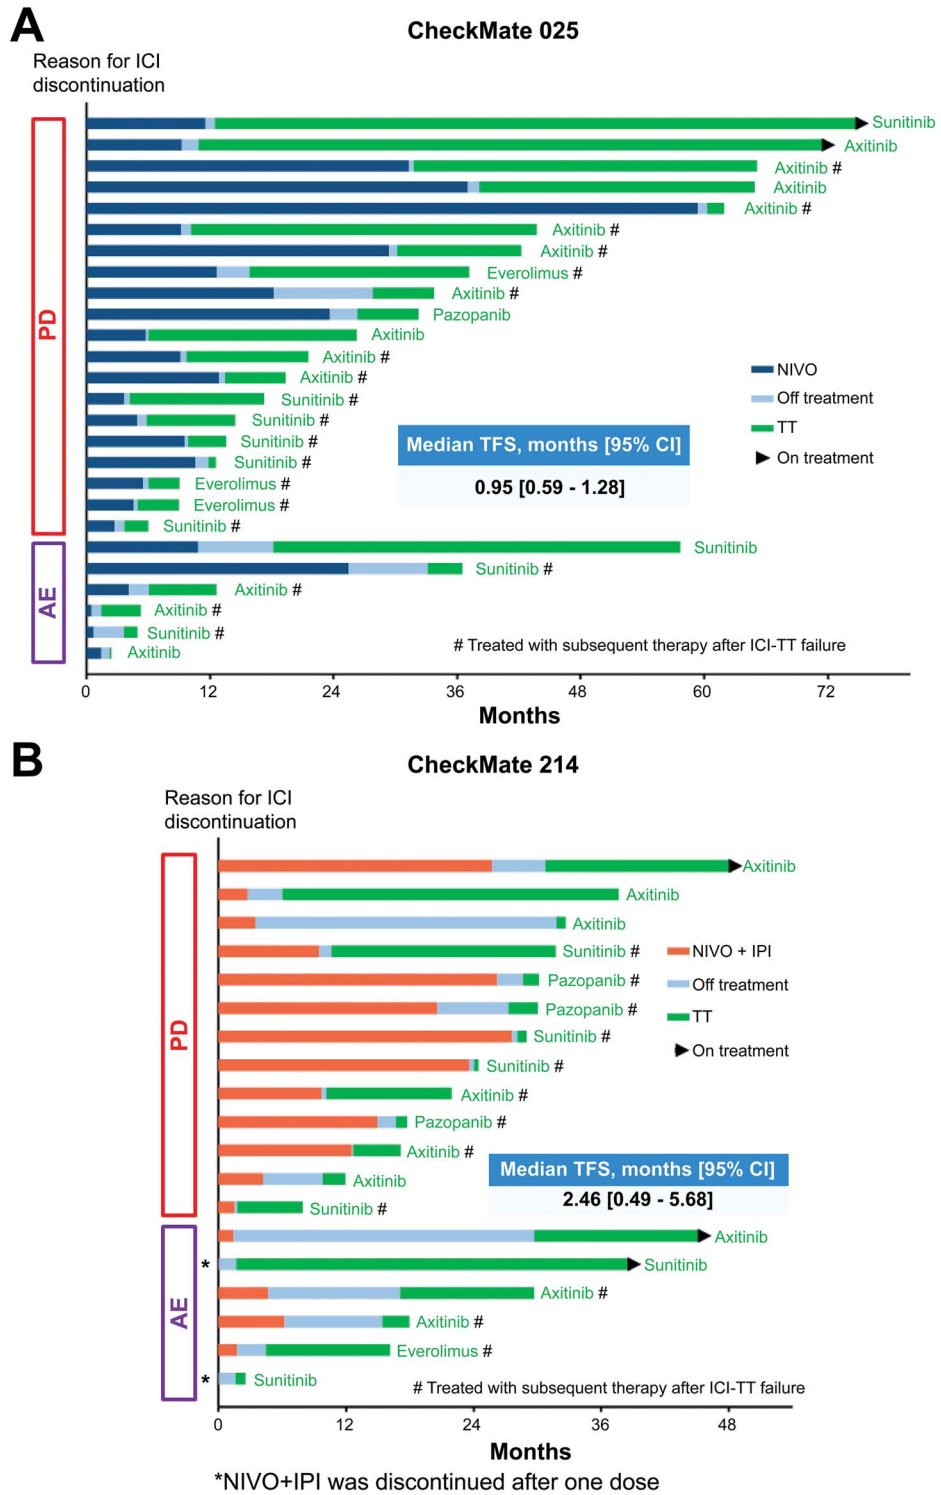 A
CheckMate 025
Reason for ICI
discontinuation
PD
Sunitinib
Axitinib
Axitinib #
Axitinib
Axitinib #
Axitinib #
Axitinib #
Everolimus #
Axitinib #
Pazopanib
Axitinib
Axitinib #
Axitinib #
Sunitinib #
Sunitinib #
Sunitinib #
Sunitinib #
Everolimus #
Everolimus #
Sunitinib #
NIVO
Off treatment
TT
On treatment
Median TFS, months [95% CI]
0.95 [0.59 - 1.28]
AE
Sunitinib
Sunitinib #
Axitinib #
Axitinib #
Sunitinib #
Axitinib
# Treated with subsequent therapy after ICI-TT failure
0 12 24 36 48 60 72
Months
B
CheckMate 214
Reason for ICI
discontinuation
PD
Axitinib
Axitinib
Axitinib
Sunitinib #
Pazopanib #
Pazopanib #
Sunitinib #
Sunitinib #
Axitinib #
Pazopanib #
Axitinib #
Axitinib
Sunitinib #
NIVO + IPI
Off treatment
TT
On treatment
Median TFS, months [95% CI]
2.46 [0.49 - 5.68]
AE
Axitinib
* Sunitinib
Axitinib #
Axitinib #
Everolimus #
* Sunitinib
# Treated with subsequent therapy after ICI-TT failure
0 12 24 36 48
Months
*NIVO+IPI was discontinued after one dose